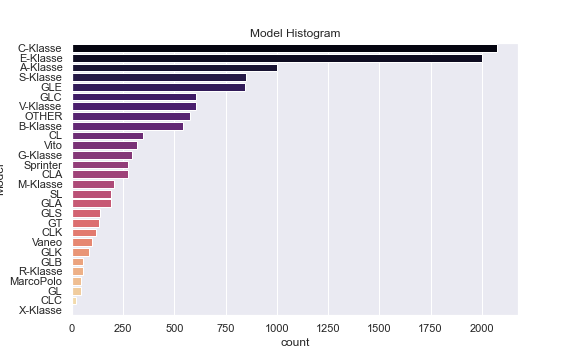 Model Histogram
C-Klasse
E-Klasse
A-Klasse
S-Klasse
GLE
GLC
V-Klasse
OTHER
B-Klasse
CL
Vito
G-Klasse
Sprinter
CLA
M-Klasse
SL
GLA
GLS
GT
CLK
Vaneo
GLK
GLB
R-Klasse
MarcoPolo
GL
CLC
X-Klasse
0 250 500 750 1000 1250 1500 1750 2000
count